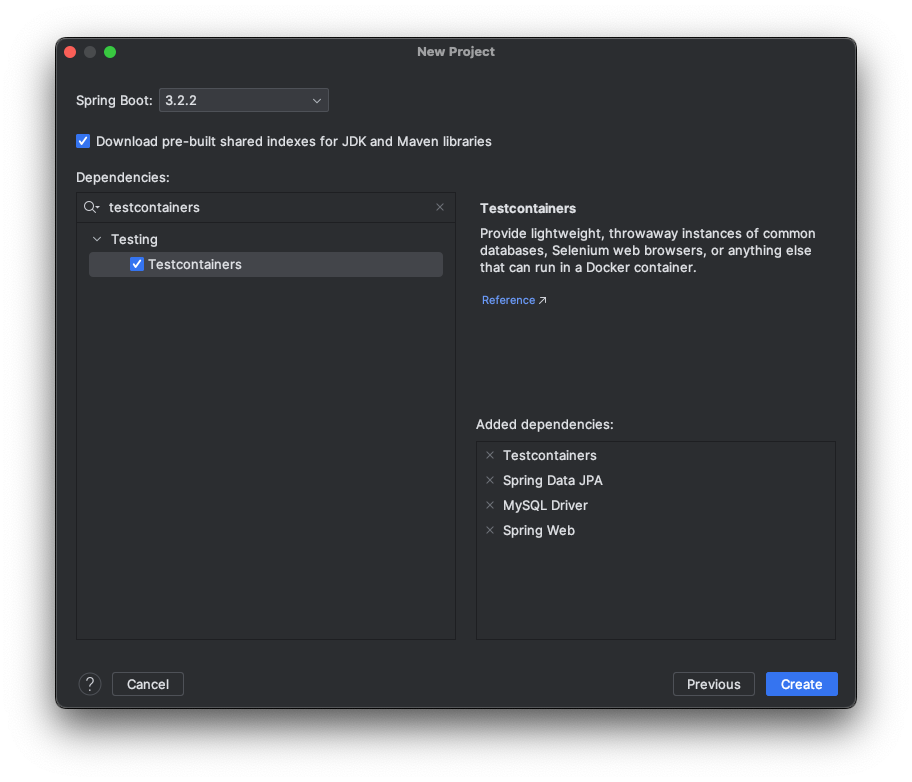 New Project
Spring Boot: 3.2.2
Download pre-built shared indexes for JDK and Maven libraries
Dependencies:
testcontainers
Testing
Testcontainers
Testcontainers
Provide lightweight, throwaway instances of common
databases, Selenium web browsers, or anything else
that can run in a Docker container.
Reference
Added dependencies:
Testcontainers
Spring Data JPA
MySQL Driver
Spring Web
? Cancel Previous Create